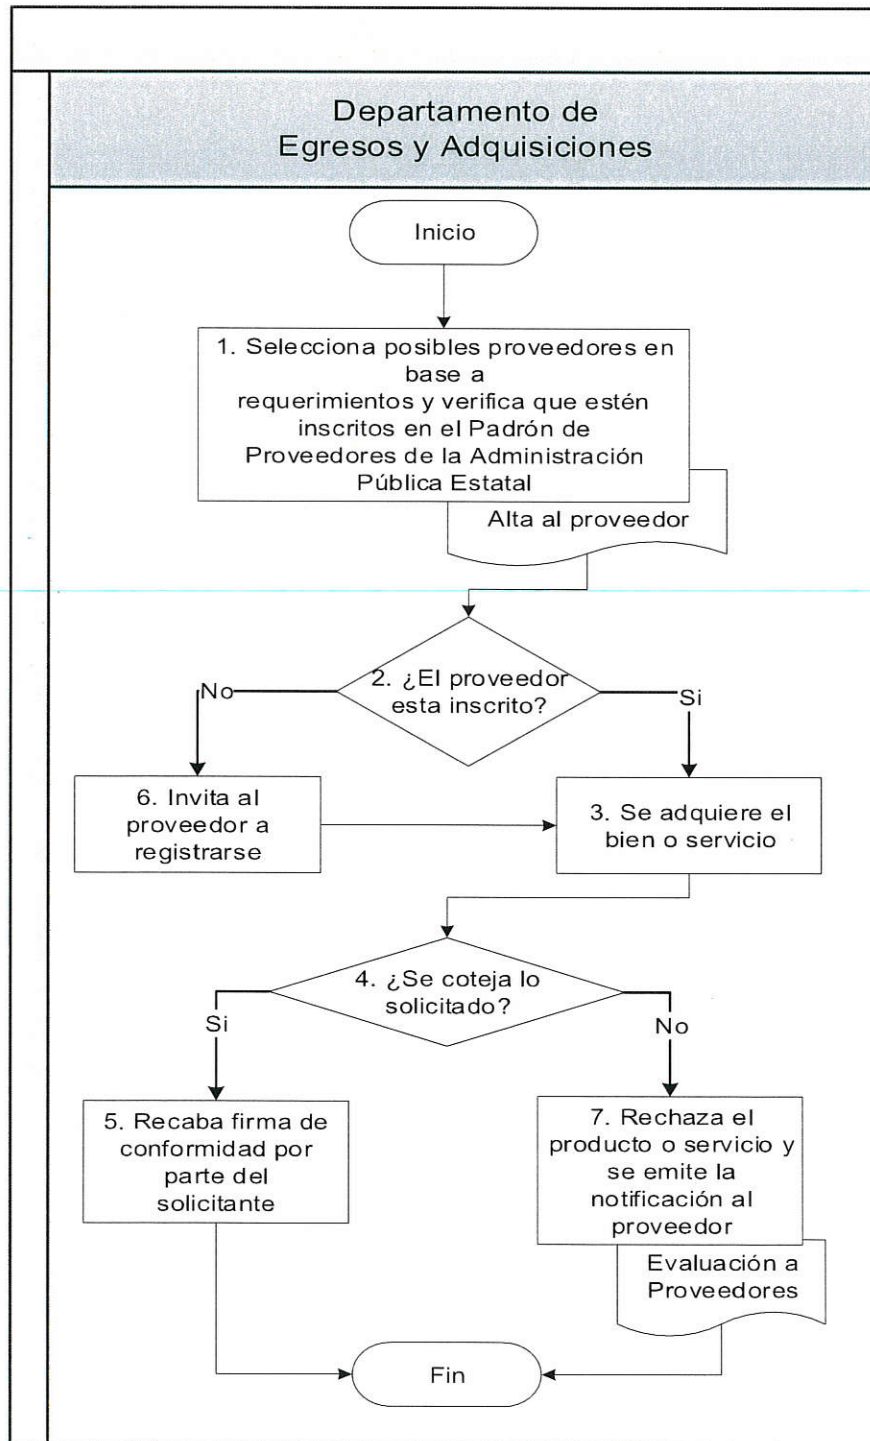 Departamento de
Egresos y Adquisiciones
Inicio
1. Selecciona posibles proveedores en
base a
requerimientos y verifica que estén
inscritos en el Padrón de
Proveedores de la Administración
Pública Estatal
Alta al proveedor
2. ¿El proveedor
esta inscrito?
No
Si
6. Invita al
proveedor a
registrarse
3. Se adquiere el
bien o servicio
4. ¿Se coteja lo
solicitado?
Si
No
5. Recaba firma de
conformidad por
parte del
solicitante
7. Rechaza el
producto o servicio y
se emite la
notificación al
proveedor
Evaluación a
Proveedores
Fin